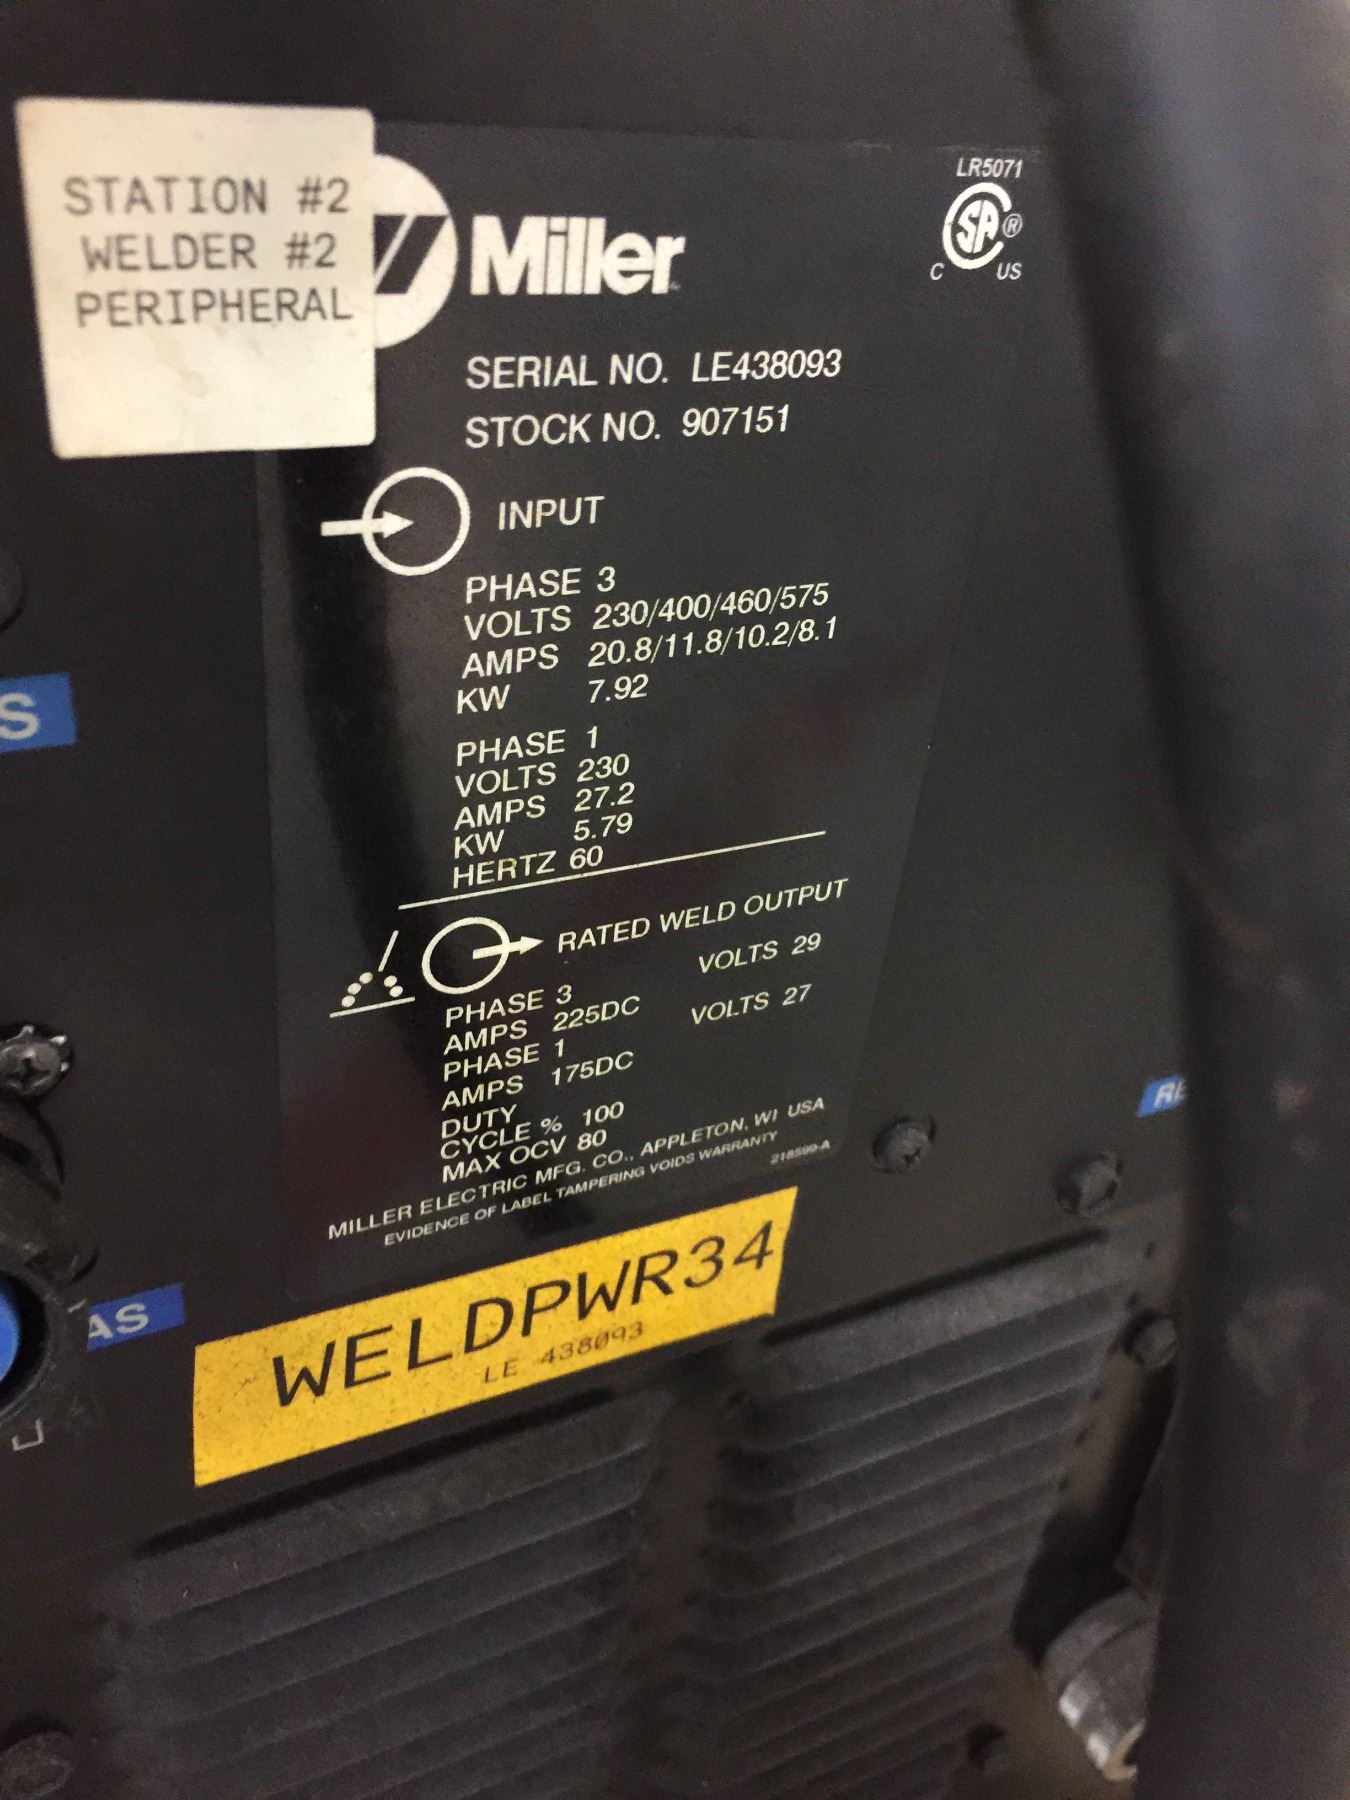 STATION #2
WELDER #2
PERIPHERAL
Miller
LR5071
SA®
C US
SERIAL NO. LE438093
STOCK NO. 907151
INPUT
PHASE 3
VOLTS 230/400/460/575
AMPS 20.8/11.8/10.2/8.1
KW 7.92
PHASE 1
VOLTS 230
AMPS 27.2
KW 5.79
HERTZ 60
RATED WELD OUTPUT
PHASE 3 VOLTS 29
AMPS 225DC
PHASE 1 VOLTS 27
AMPS 175DC
DUTY
CYCLE % 100
MAX OCV 80
MILLER ELECTRIC MFG. CO., APPLETON, WI USA
EVIDENCE OF LABEL TAMPERING VOIDS WARRANTY
S
RE
AS
WELDPWR34
LE 438093